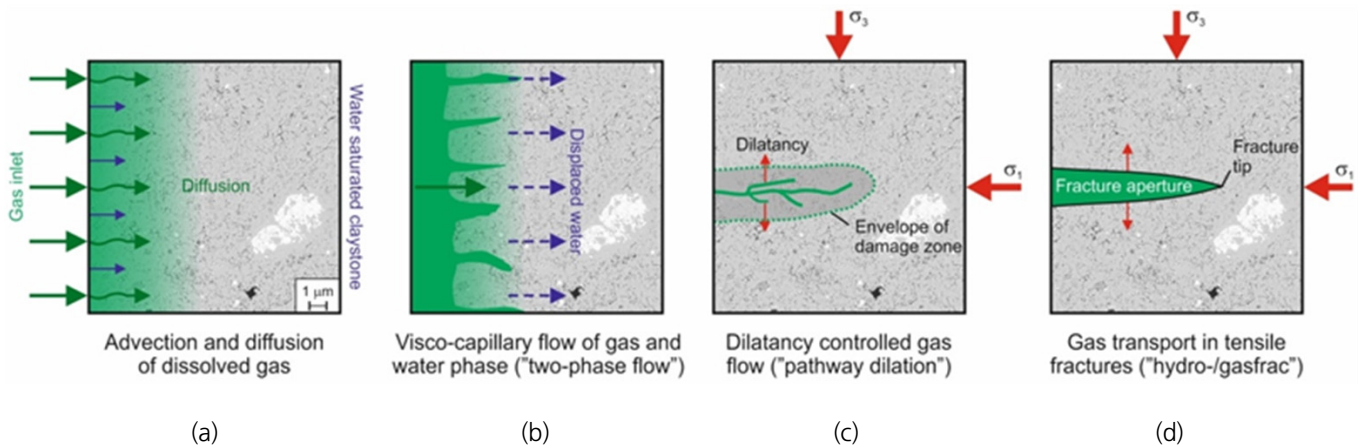 Gas inlet
Diffusion
Water saturated claystone
1 μm
Advection and diffusion
of dissolved gas
(a)
Displaced water
Visco-capillary flow of gas and
water phase ("two-phase flow")
(b)
σ3
Dilatancy
σ1
Envelope of
damage zone
Dilatancy controlled gas
flow ("pathway dilation")
(c)
σ3
Fracture
tip
Fracture aperture
σ1
Gas transport in tensile
fractures ("hydro-/gasfrac")
(d)